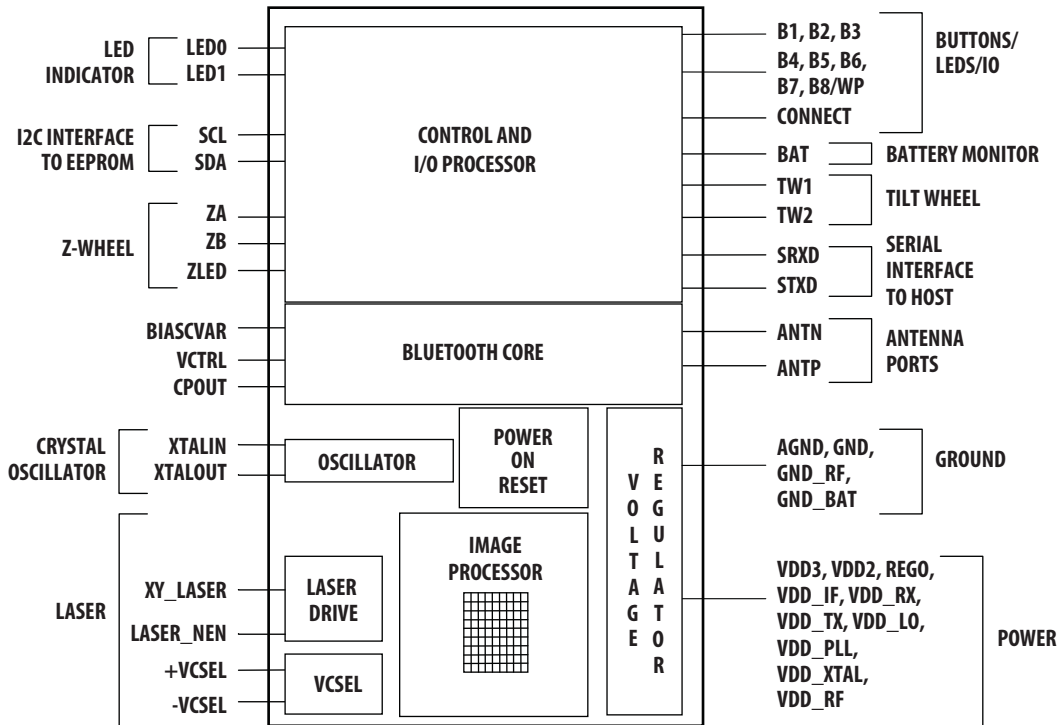 LED
INDICATOR
LED0
LED1
I2C INTERFACE
TO EEPROM
SCL
SDA
Z-WHEEL
ZA
ZB
ZLED
BIASCVAR
VCTRL
CPOUT
CRYSTAL
OSCILLATOR
XTALIN
XTALOUT
LASER
XY_LASER
LASER_NEN
+VCSEL
-VCSEL
CONTROL AND
I/O PROCESSOR
BLUETOOTH CORE
OSCILLATOR
POWER
ON
RESET
VOLTAGE
REGULATOR
IMAGE
PROCESSOR
LASER
DRIVE
VCSEL
B1, B2, B3
B4, B5, B6,
B7, B8/WP
CONNECT
BUTTONS/
LEDS/IO
BAT
BATTERY MONITOR
TW1
TW2
TILT WHEEL
SRXD
STXD
SERIAL
INTERFACE
TO HOST
ANTN
ANTP
ANTENNA
PORTS
AGND, GND,
GND_RF,
GND_BAT
GROUND
VDD3, VDD2, REGO,
VDD_IF, VDD_RX,
VDD_TX, VDD_LO,
VDD_PLL,
VDD_XTAL,
VDD_RF
POWER